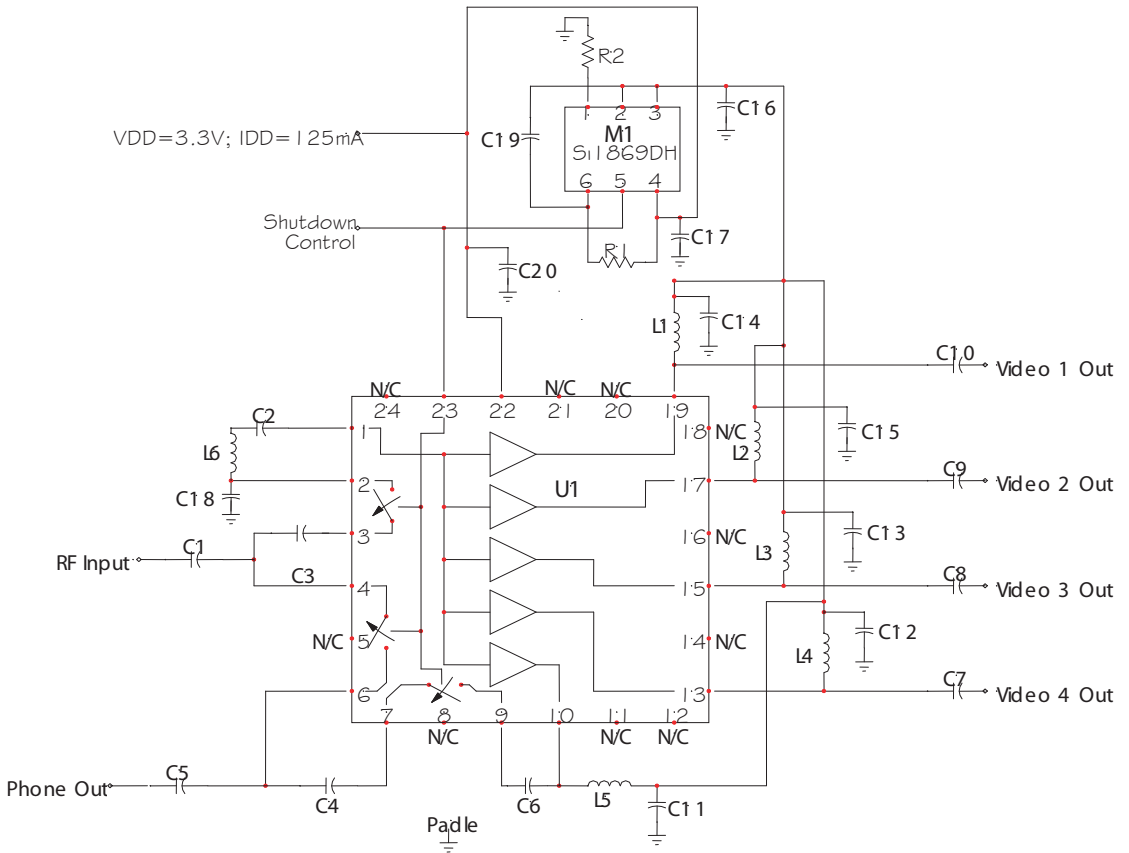 R2
1 2 3
C16
C19
M1
Si1869DH
VDD=3.3V; IDD=125mA
6 5 4
Shutdown
Control
C17
R1
C20
L1
C14
C10
Video 1 Out
N/C
N/C
N/C
24 23 22 21 20 19
C2
1
18
N/C
L2
C15
L6
C9
2
U1
17
Video 2 Out
C18
3
16
N/C
L3
C13
C1
RF Input
C3
4
15
C8
Video 3 Out
N/C
5
14
N/C
L4
C12
6
13
C7
Video 4 Out
7 8 9 10 11 12
N/C
N/C
N/C
C5
Phone Out
C4
C6
L5
C11
Padle